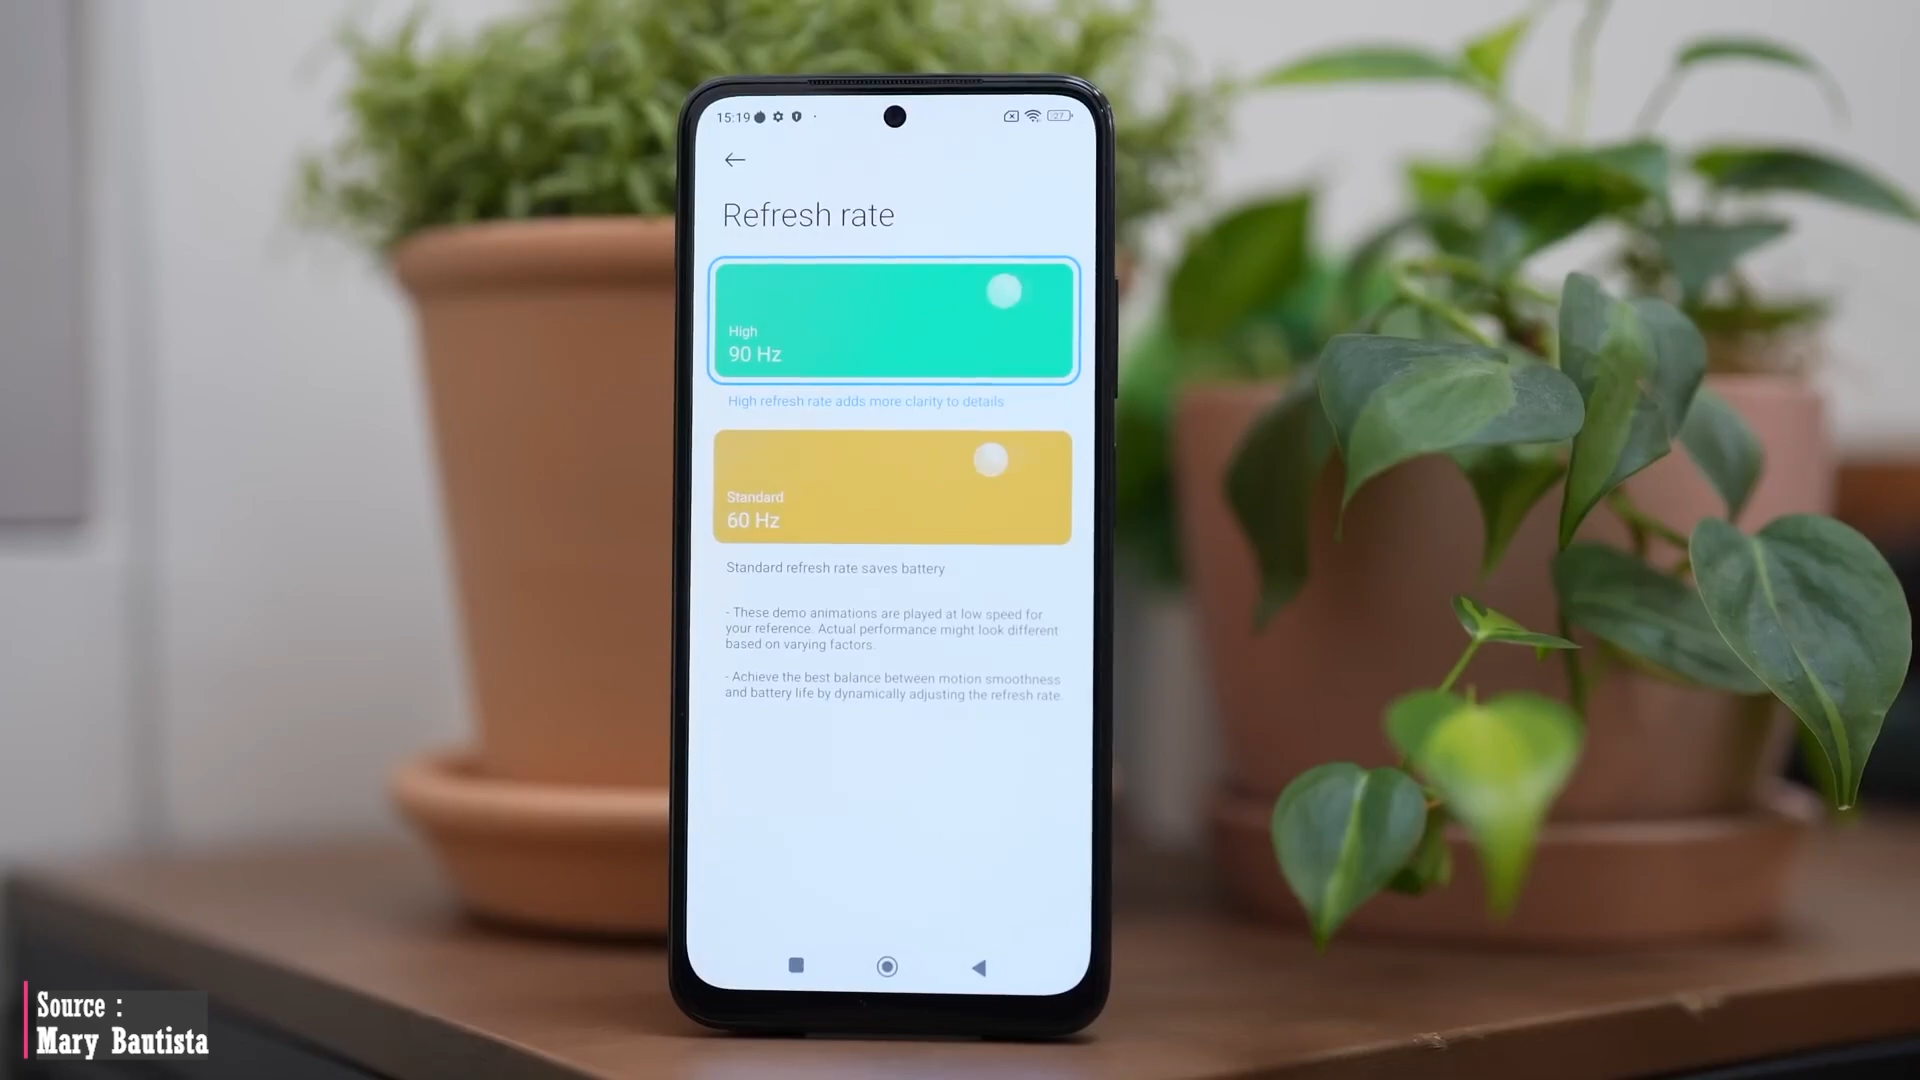 15:19
27
Refresh rate
High
90 Hz
High refresh rate adds more clarity to details
Standard
60 Hz
Standard refresh rate saves battery
- These demo animations are played at low speed for
your reference. Actual performance might look different
based on varying factors.
- Achieve the best balance between motion smoothness
and battery life by dynamically adjusting the refresh rate.
Source :
Mary Bautista